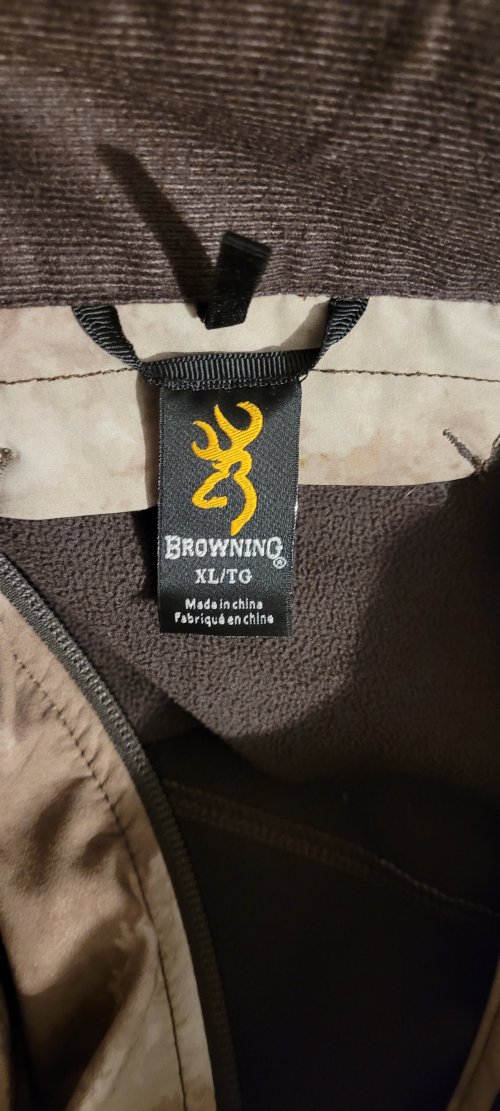 BROWNING®
XL/TG
Made in china
Fabriqué en chine